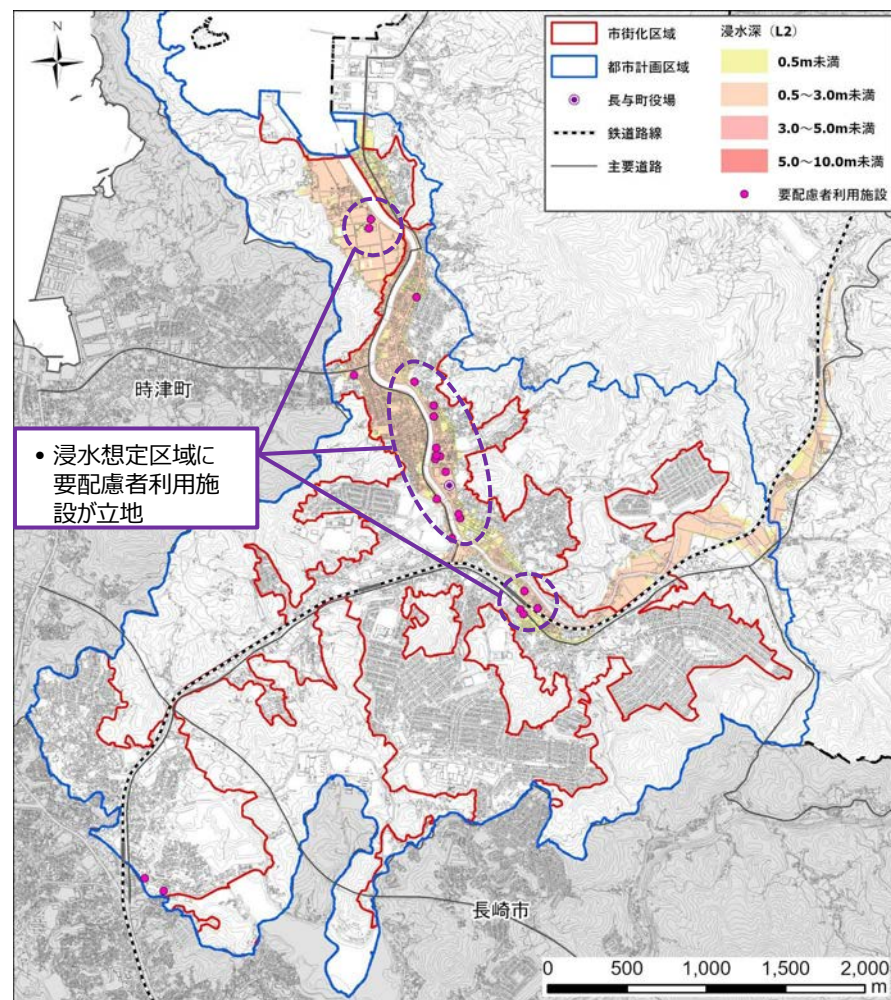 N
市街化区域
都市計画区域
長与町役場
鉄道路線
主要道路
浸水深（L2）
0.5m未満
0.5～3.0m未満
3.0～5.0m未満
5.0～10.0m未満
要配慮者利用施設
時津町
• 浸水想定区域に
要配慮者利用施
設が立地
長崎市
0 500 1,000 1,500 2,000
m